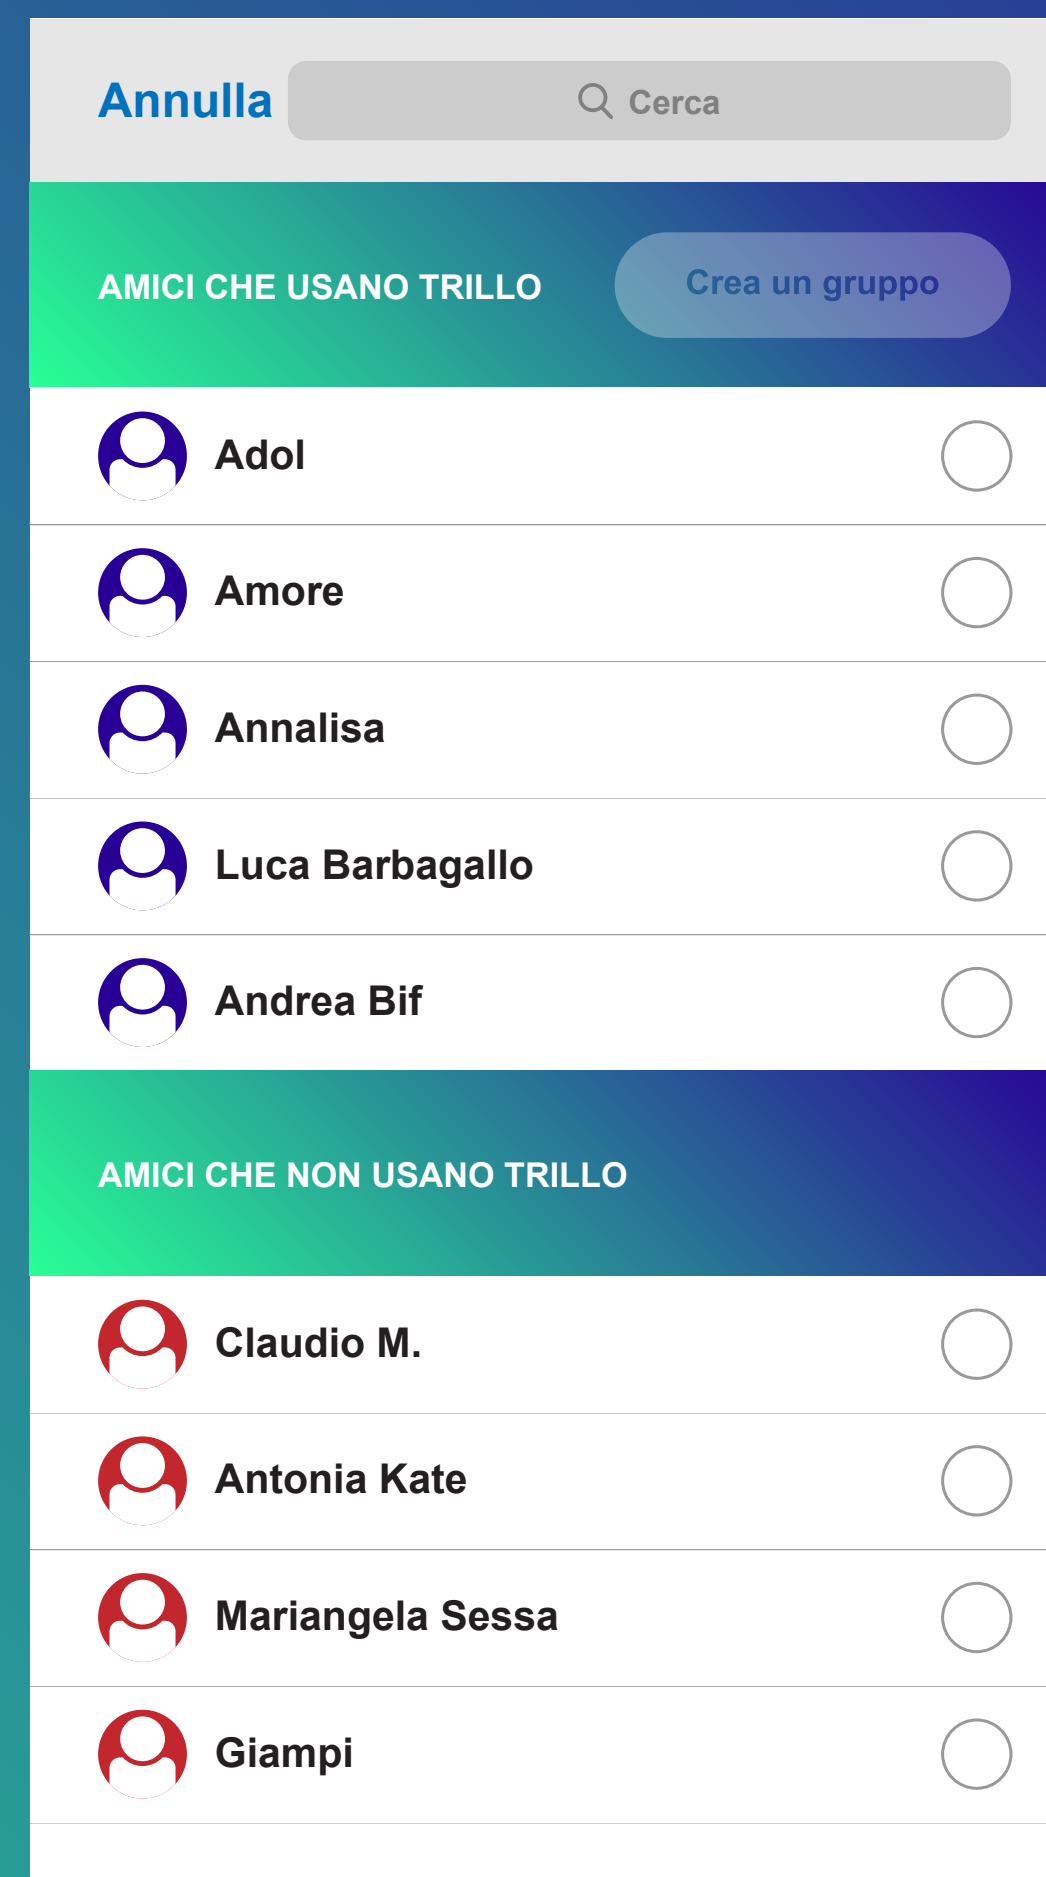 Annulla
Cerca
AMICI CHE USANO TRILLO
Crea un gruppo
Adol
Amore
Annalisa
Luca Barbagallo
Andrea Bif
AMICI CHE NON USANO TRILLO
Claudio M.
Antonia Kate
Mariangela Sessa
Giampi